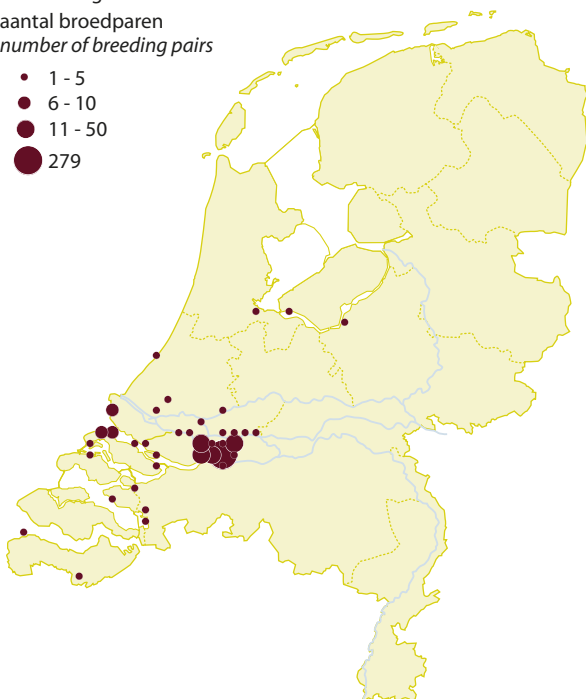 aantal broedparen
number of breeding pairs
1 - 5
6 - 10
11 - 50
279